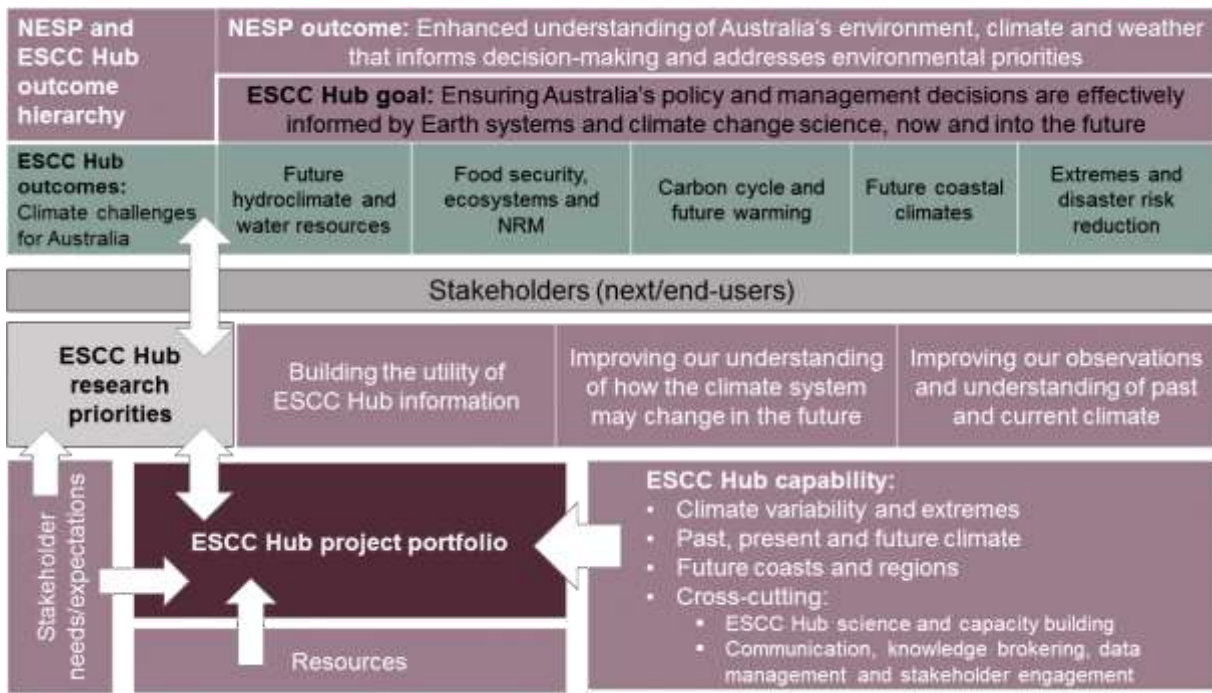 NESP and
ESCC Hub
outcome
hierarchy
NESP outcome: Enhanced understanding of Australia's environment, climate and weather
that informs decision-making and addresses environmental priorities
ESCC Hub goal: Ensuring Australia's policy and management decisions are effectively
informed by Earth systems and climate change science, now and into the future
ESCC Hub
outcomes:
Climate challenges
for Australia
Future
hydroclimate and
water resources
Food security,
ecosystems and
NRM
Carbon cycle and
future warming
Future coastal
climates
Extremes and
disaster risk
reduction
Stakeholders (next/end-users)
ESCC Hub
research
priorities
Building the utility of
ESCC Hub information
Improving our understanding
of how the climate system
may change in the future
Improving our observations
and understanding of past
and current climate
Stakeholder
needs/expectations
ESCC Hub project portfolio
Resources
ESCC Hub capability:
• Climate variability and extremes
• Past, present and future climate
• Future coasts and regions
• Cross-cutting:
▪ ESCC Hub science and capacity building
▪ Communication, knowledge brokering, data
management and stakeholder engagement